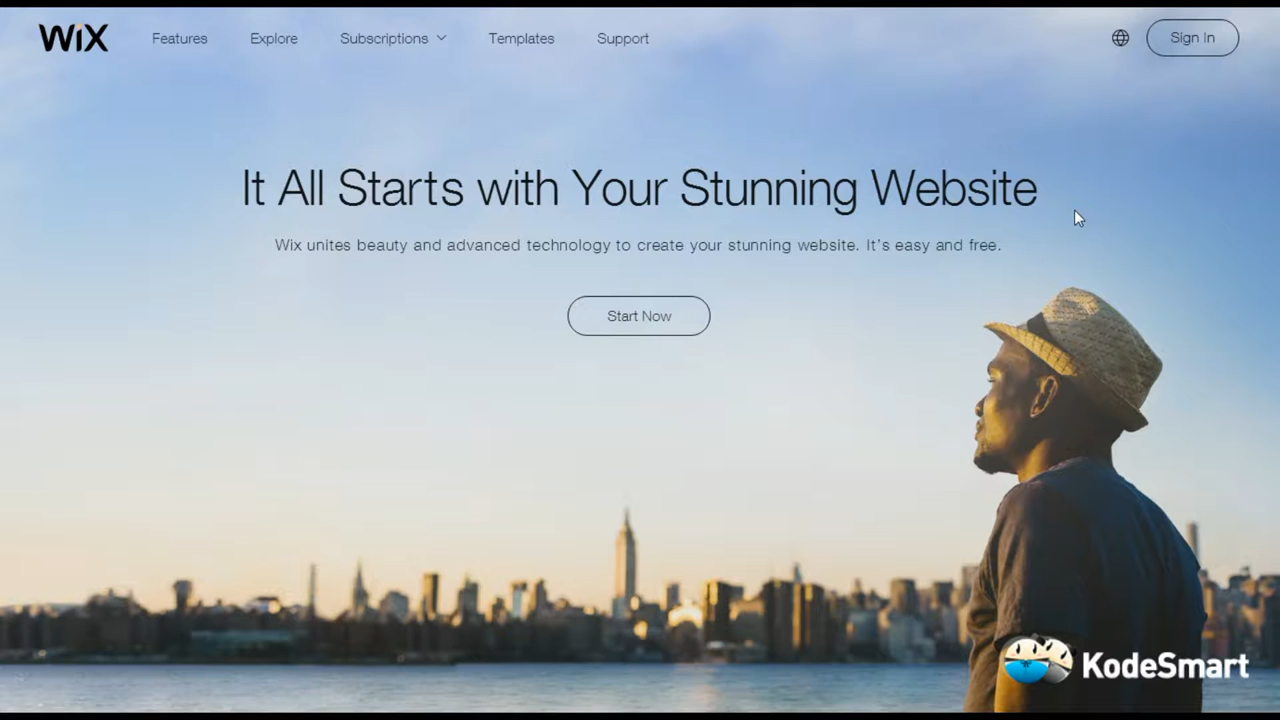 WiX
Features
Explore
Subscriptions
Templates
Support
Sign In
It All Starts with Your Stunning Website
Wix unites beauty and advanced technology to create your stunning website. It's easy and free.
Start Now
KodeSmart